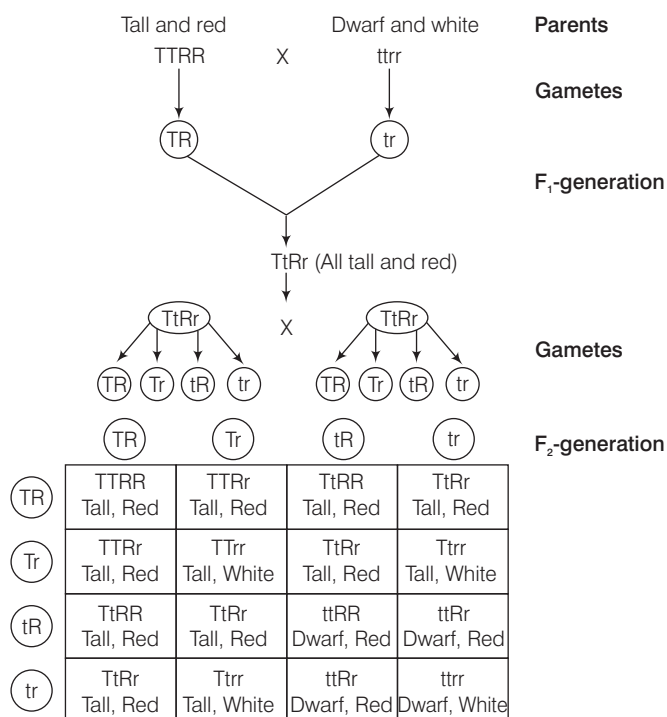 Tall and red Dwarf and white Parents
TTRR X ttrr
Gametes
TR tr
F₁-generation
TtRr (All tall and red)
TtRr X TtRr
Gametes
TR Tr tR tr TR Tr tR tr
TR Tr tR tr F₂-generation
TR TTRR TTRr TtRR TtRr
Tall, Red Tall, Red Tall, Red Tall, Red
Tr TTRr TTrr TtRr Ttrr
Tall, Red Tall, White Tall, Red Tall, White
tR TtRR TtRr ttRR ttRr
Tall, Red Tall, Red Dwarf, Red Dwarf, Red
tr TtRr Ttrr ttRr ttrr
Tall, Red Tall, White Dwarf, Red Dwarf, White